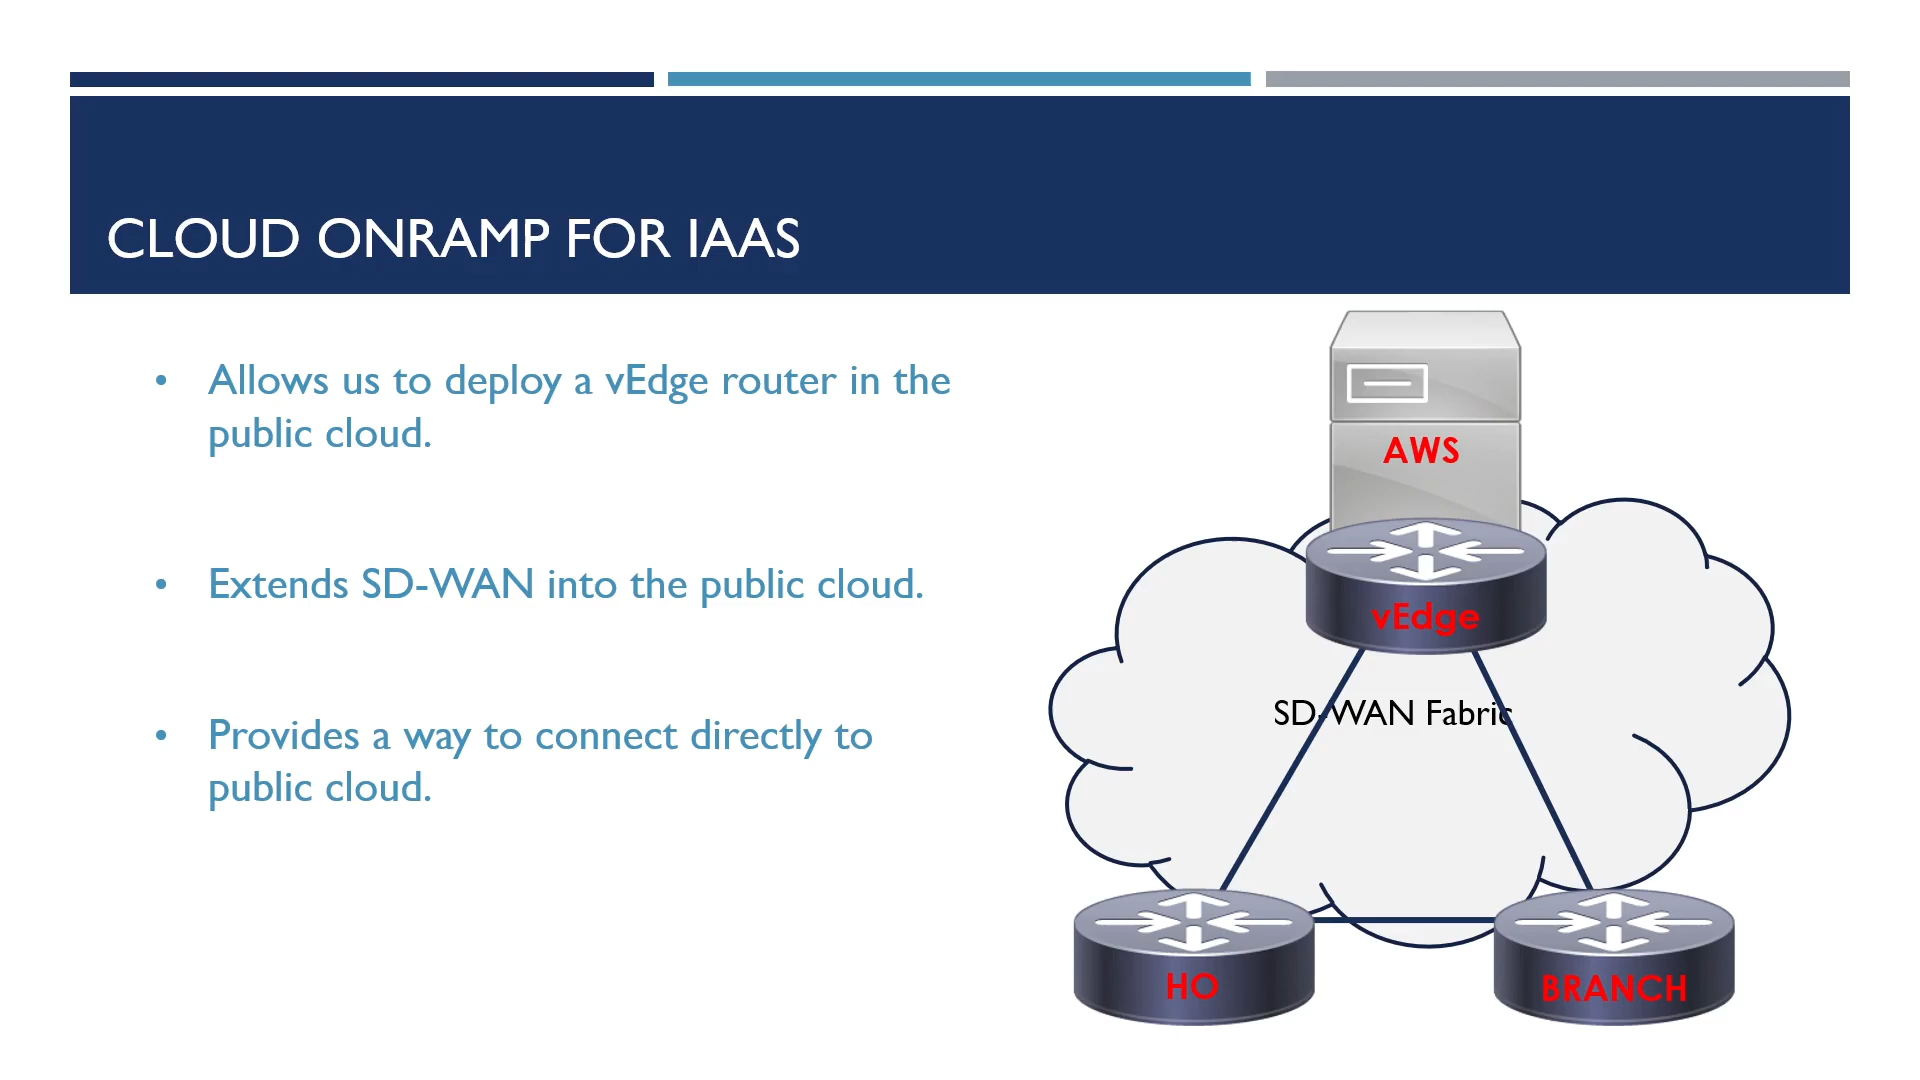 CLOUD ONRAMP FOR IAAS
• Allows us to deploy a vEdge router in the
public cloud.
• Extends SD-WAN into the public cloud.
• Provides a way to connect directly to
public cloud.
AWS
vEdge
SD-WAN Fabric
HO
BRANCH